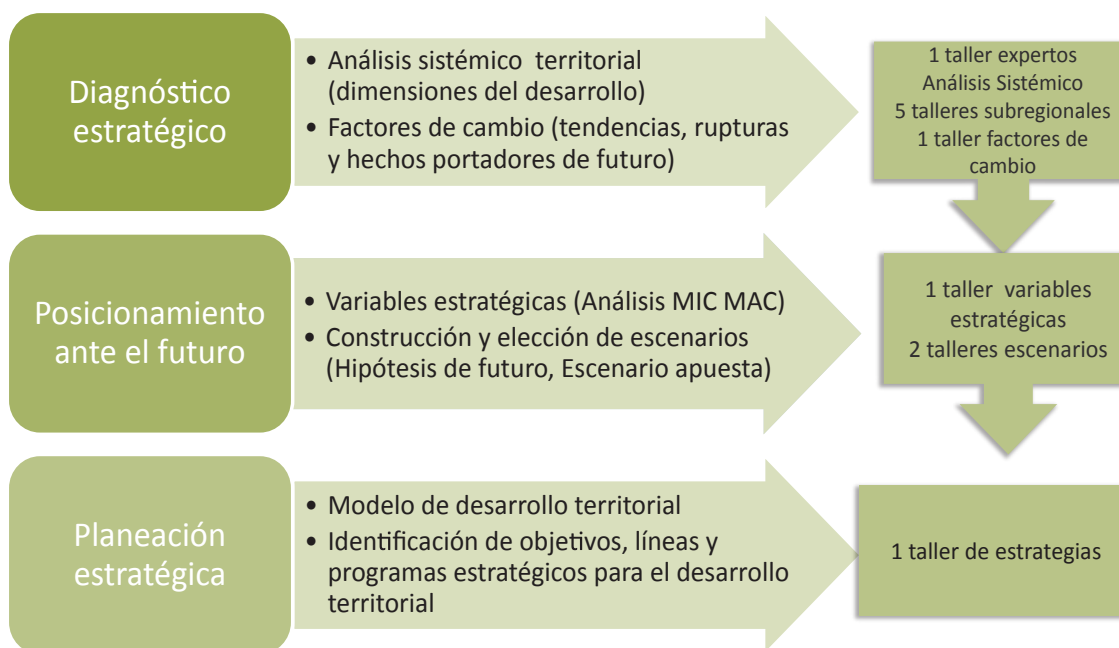 Diagnóstico
estratégico
• Análisis sistémico territorial
(dimensiones del desarrollo)
• Factores de cambio (tendencias, rupturas
y hechos portadores de futuro)
1 taller expertos
Análisis Sistémico
5 talleres subregionales
1 taller factores de
cambio
Posicionamiento
ante el futuro
• Variables estratégicas (Análisis MIC MAC)
• Construcción y elección de escenarios
(Hipótesis de futuro, Escenario apuesta)
1 taller variables
estratégicas
2 talleres escenarios
Planeación
estratégica
• Modelo de desarrollo territorial
• Identificación de objetivos, líneas y
programas estratégicos para el desarrollo
territorial
1 taller de estrategias